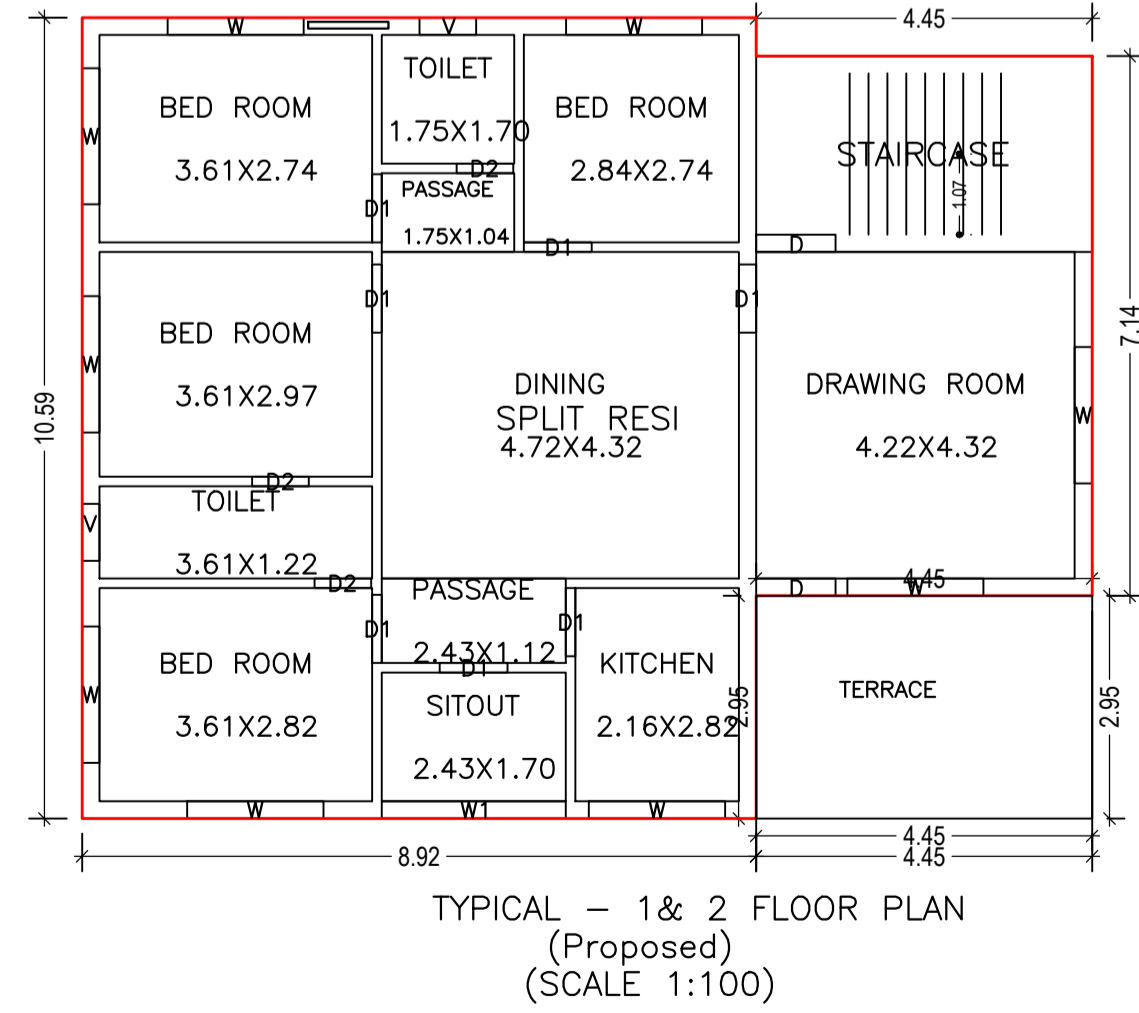 W
V
W
4.45
BED ROOM
3.61X2.74
W
TOILET
1.75X1.70
D2
BED ROOM
2.84X2.74
STAIRCASE
1.07
PASSAGE
1.75X1.04
D1
D1
D
D1
D1
BED ROOM
3.61X2.97
W
DINING
SPLIT RESI
4.72X4.32
DRAWING ROOM
4.22X4.32
W
7.14
10.59
D2
TOILET
3.61X1.22
V
D2
PASSAGE
2.43X1.12
D1
D1
D1
D
W
4.45
BED ROOM
3.61X2.82
W
SITOUT
2.43X1.70
KITCHEN
2.16X2.82
2.95
TERRACE
2.95
W
W1
W
4.45
8.92
4.45
TYPICAL – 1& 2 FLOOR PLAN
(Proposed)
(SCALE 1:100)